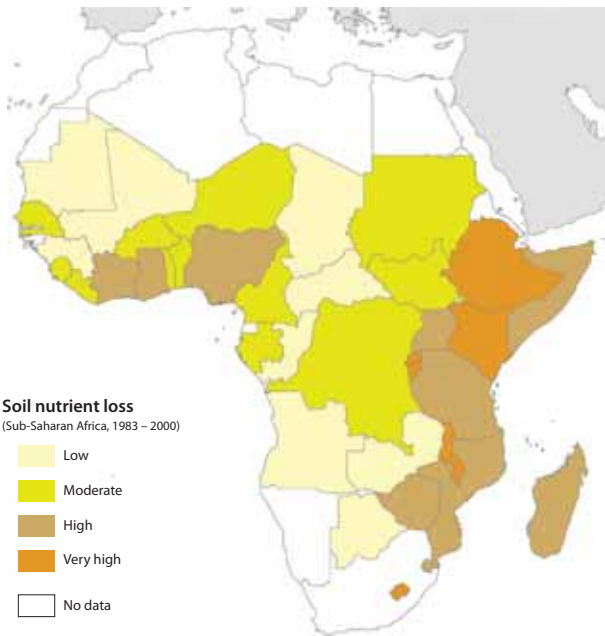 Soil nutrient loss
(Sub-Saharan Africa, 1983 – 2000)
Low
Moderate
High
Very high
No data